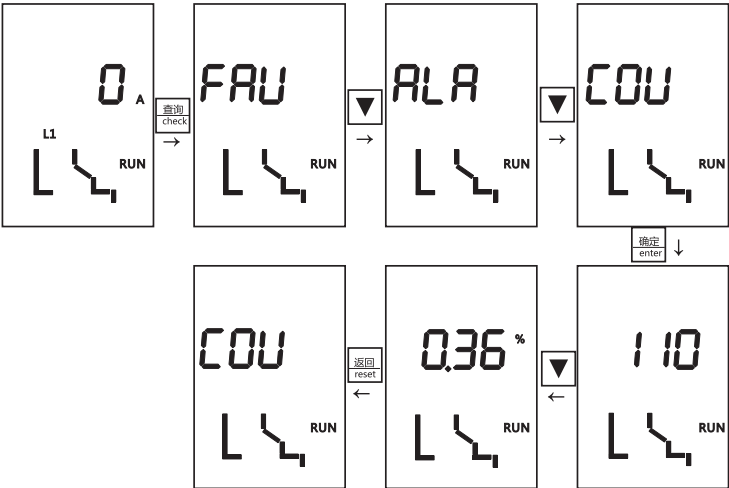 0 A
L1
RUN
查询
check
→
FAU
RUN
▼
→
ALA
RUN
▼
→
COU
RUN
确定
enter
↓
110
RUN
▼
←
0.36 %
RUN
返回
reset
←
COU
RUN